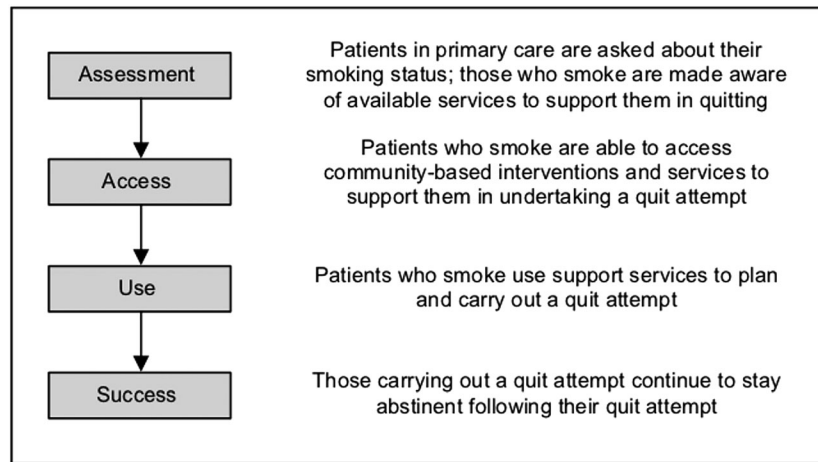 Assessment
Patients in primary care are asked about their
smoking status; those who smoke are made aware
of available services to support them in quitting
Access
Patients who smoke are able to access
community-based interventions and services to
support them in undertaking a quit attempt
Use
Patients who smoke use support services to plan
and carry out a quit attempt
Success
Those carrying out a quit attempt continue to stay
abstinent following their quit attempt